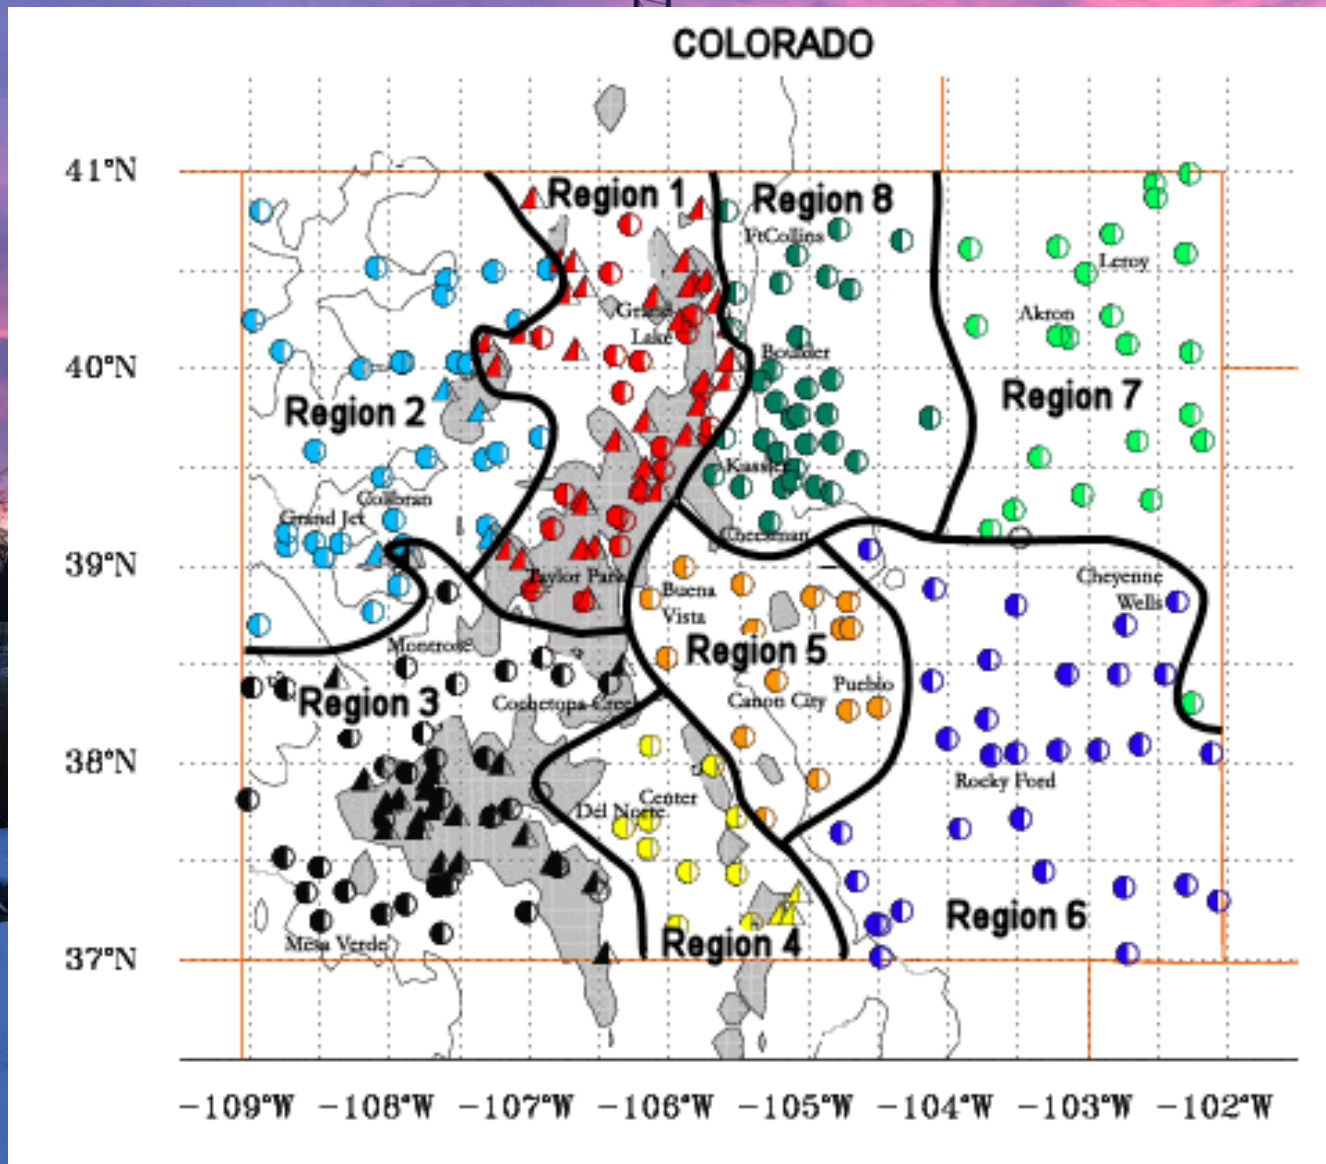 COLORADO
41°N
Region 1
Region 8
FtCollins
Leroy
Grand
Lake
Akron
40°N
Boulder
Region 2
Region 7
Kassler
Collbran
Grand Jct
Cheesman
39°N
Taylor Park
Buena
Vista
Cheyenne
Wells
Montrose
Region 5
Region 3
Cochetopa Creek
Canon City
Pueblo
38°N
Rocky Ford
Del Norte
Center
Mesa Verde
Region 4
Region 6
37°N
-109°W -108°W -107°W -106°W -105°W -104°W -103°W -102°W